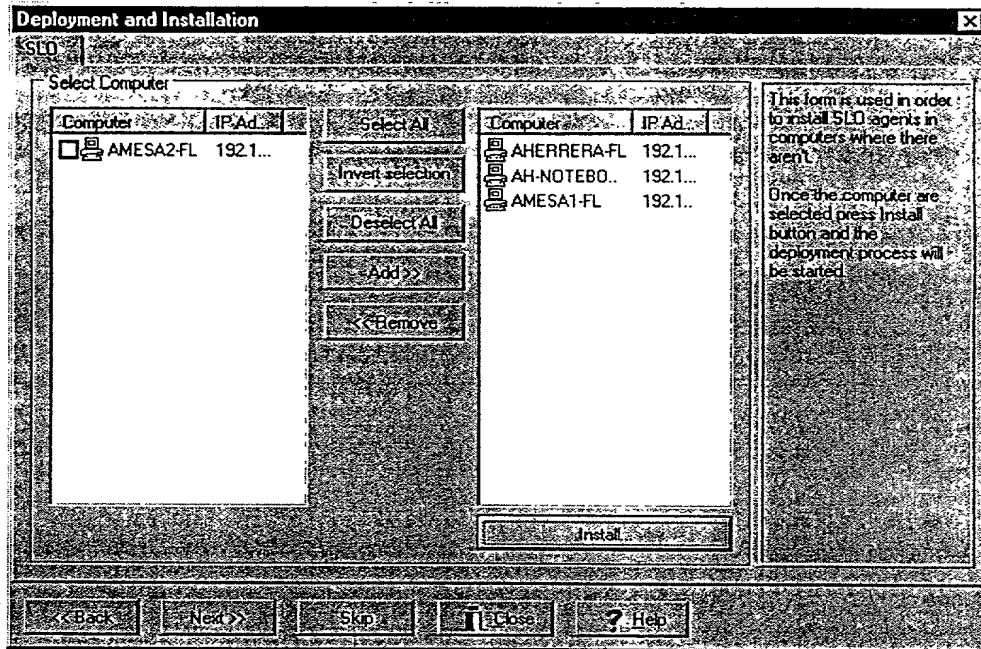 Deployment and Installation
SLO
Select Computer
Computer IP Ad...
AMESA2-FL 192.1...
Select All
Invert selection
Deselect All
Add >>
<< Remove
Computer IP Ad...
AHERRERA-FL 192.1...
AH-NOTEBO.. 192.1...
AMESA1-FL 192.1..
Install...
This form is used in order
to install SLO agents in
computers where there
aren't.
Once the computer are
selected press Install
button and the
deployment process will
be started.
<< Back
Next >>
Skip
Close
? Help